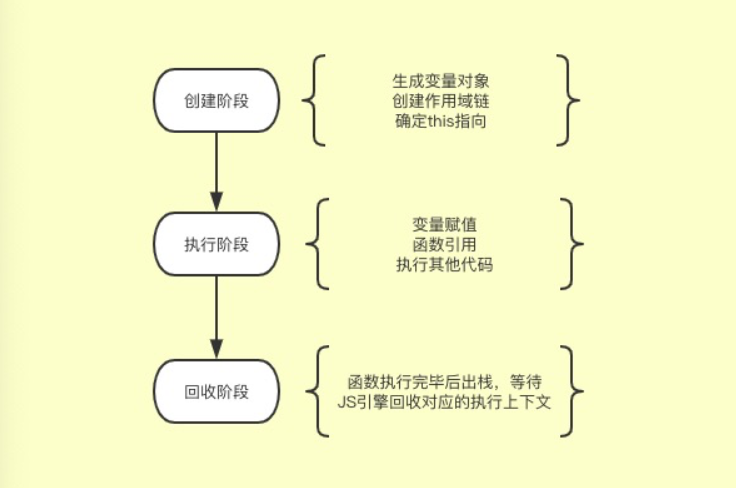 创建阶段
生成变量对象
创建作用域链
确定this指向
执行阶段
变量赋值
函数引用
执行其他代码
回收阶段
函数执行完毕后出栈，等待
JS引擎回收对应的执行上下文